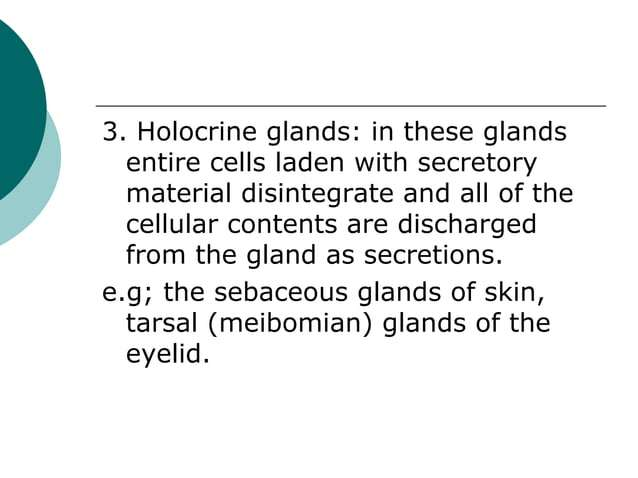 3. Holocrine glands: in these glands
entire cells laden with secretory
material disintegrate and all of the
cellular contents are discharged
from the gland as secretions.
e.g; the sebaceous glands of skin,
tarsal (meibomian) glands of the
eyelid.